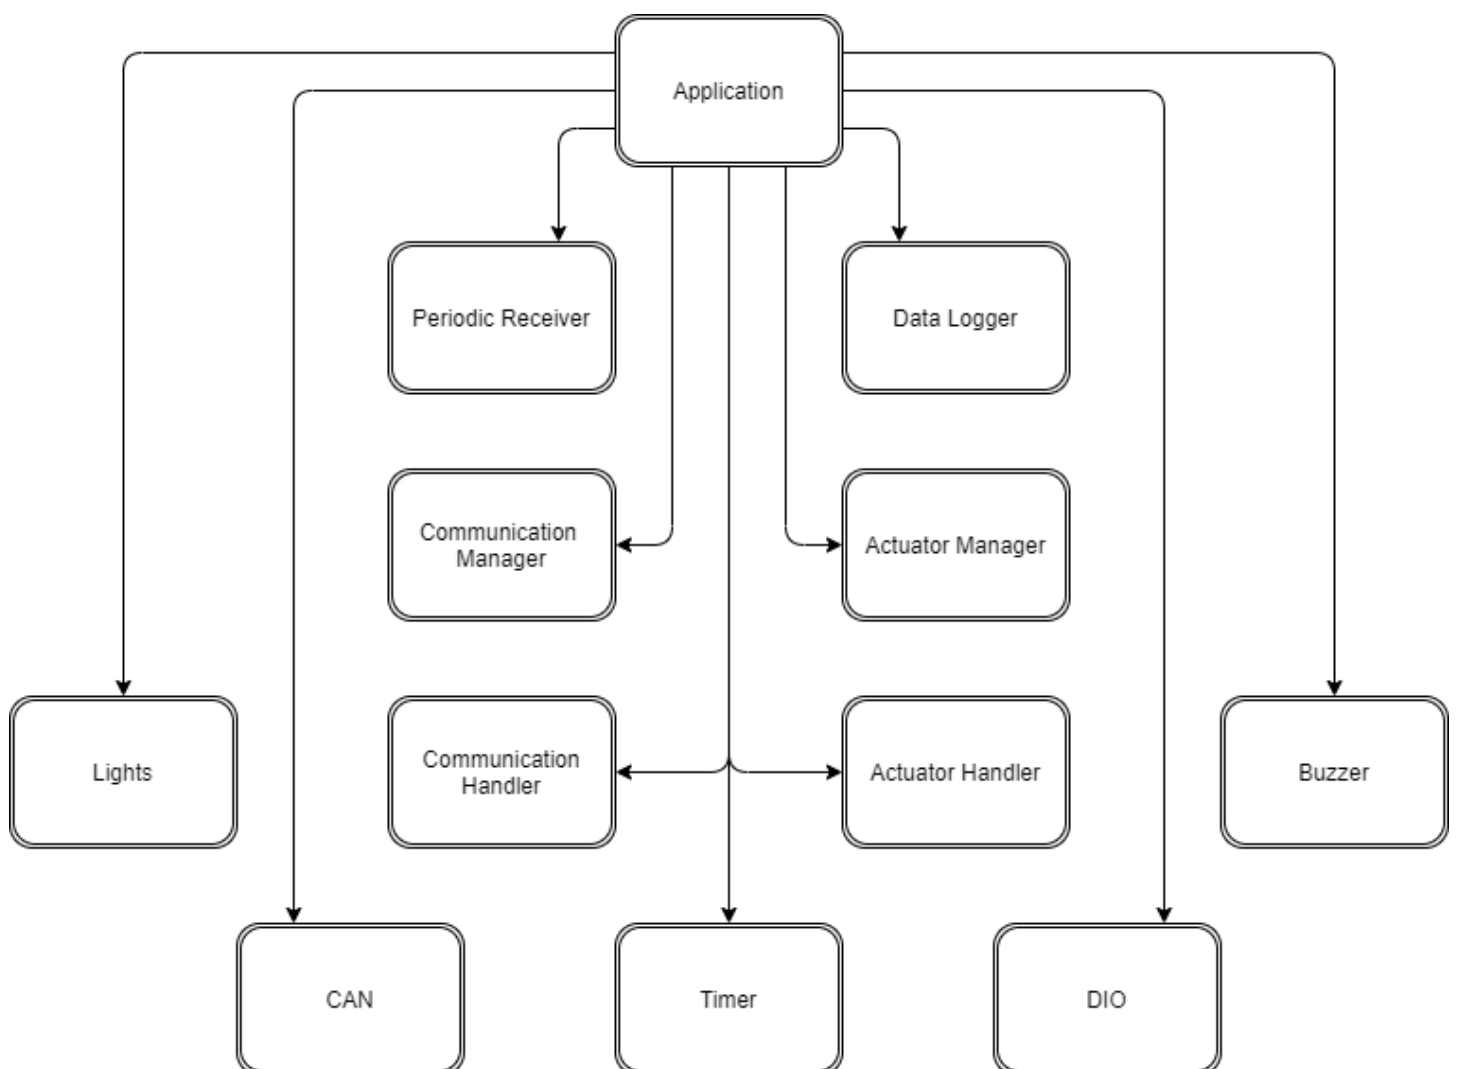 Application
Periodic Receiver
Data Logger
Communication
Manager
Actuator Manager
Lights
Communication
Handler
Actuator Handler
Buzzer
CAN
Timer
DIO